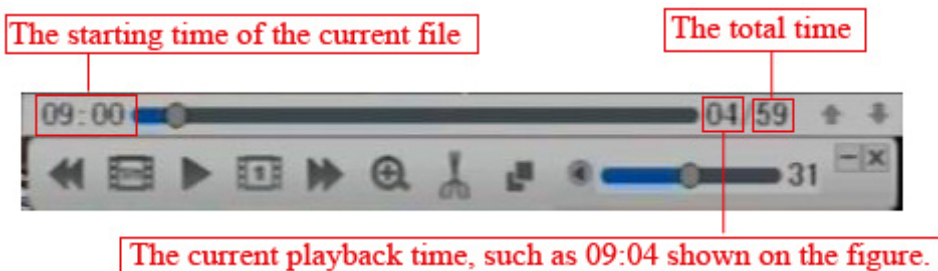 The starting time of the current file
The total time
09:00
04/59
31
The current playback time, such as 09:04 shown on the figure.